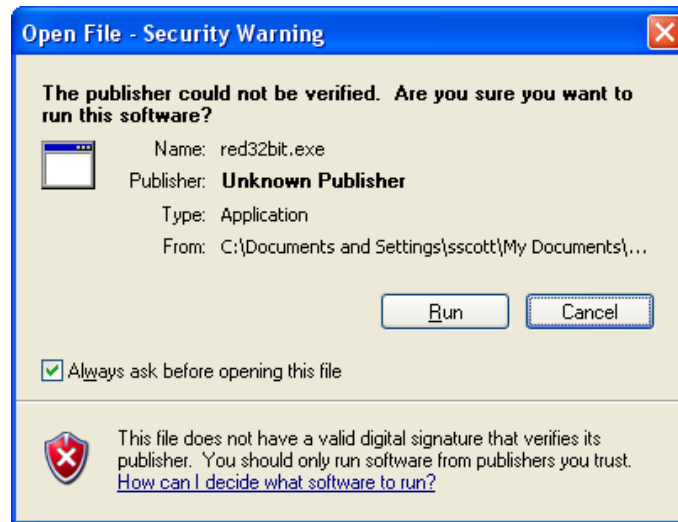 Open File - Security Warning
The publisher could not be verified.  Are you sure you want to
run this software?
Name: red32bit.exe
Publisher: Unknown Publisher
Type: Application
From: C:\Documents and Settings\sscott\My Documents\...
Run Cancel
Always ask before opening this file
This file does not have a valid digital signature that verifies its
publisher.  You should only run software from publishers you trust.
How can I decide what software to run?